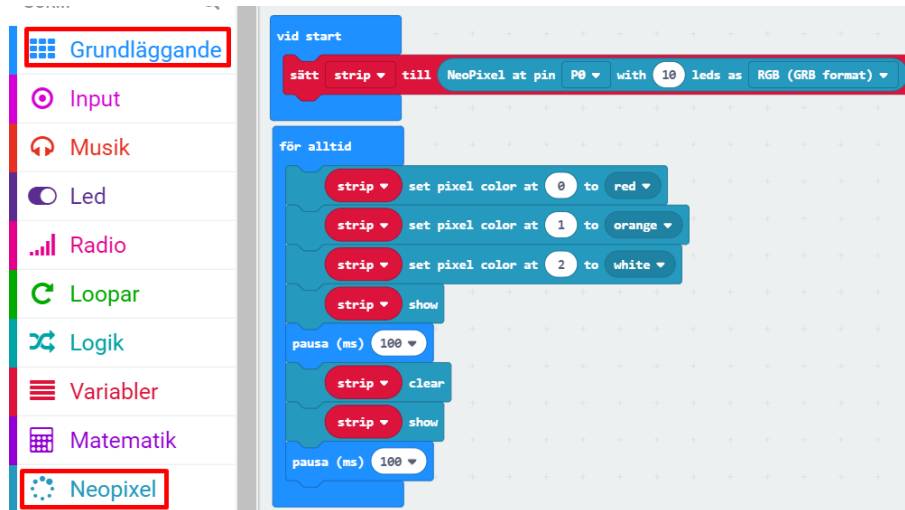 Grundläggande
Input
Musik
Led
Radio
Loopar
Logik
Variabler
Matematik
Neopixel
vid start
sätt strip till NeoPixel at pin P0 with 10 leds as RGB (GRB format)
för alltid
strip set pixel color at 0 to red
strip set pixel color at 1 to orange
strip set pixel color at 2 to white
strip show
pausa (ms) 100
strip clear
strip show
pausa (ms) 100